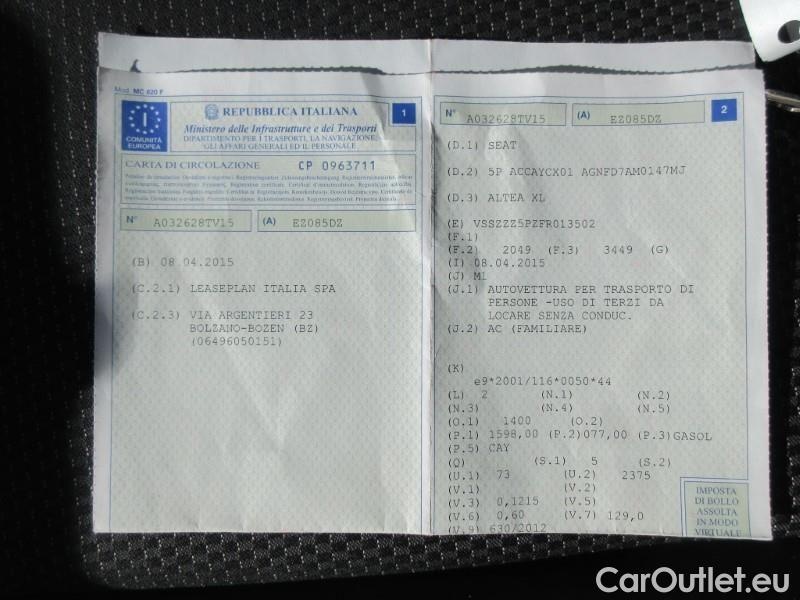 Mod. MC 820 F
REPUBBLICA ITALIANA
1
Ministero delle Infrastrutture e dei Trasporti
DIPARTIMENTO PER I TRASPORTI, LA NAVIGAZIONE,
GLI AFFARI GENERALI ED IL PERSONALE
I
COMUNITÀ
EUROPEA
CARTA DI CIRCOLAZIONE CP 0963711
N° A032628TV15 (A) EZ085DZ
(B) 08.04.2015
(C.2.1) LEASEPLAN ITALIA SPA
(C.2.3) VIA ARGENTIERI 23
BOLZANO-BOZEN (BZ)
(06496050151)
N° A032628TV15 (A) EZ085DZ 2
(D.1) SEAT
(D.2) 5P ACCAYCX01 AGNFD7AM0147MJ
(D.3) ALTEA XL
(E) VSSZZZ5PZFR013502
(F.1)
(F.2) 2049 (F.3) 3449 (G)
(I) 08.04.2015
(J) M1
(J.1) AUTOVETTURA PER TRASPORTO DI
PERSONE -USO DI TERZI DA
LOCARE SENZA CONDUC.
(J.2) AC (FAMILIARE)
(K)
e9*2001/116*0050*44
(L) 2 (N.1) (N.2)
(N.3) (N.4) (N.5)
(O.1) 1400 (O.2)
(P.1) 1598,00 (P.2)077,00 (P.3)GASOL
(P.5) CAY
(Q) (S.1) 5 (S.2)
(U.1) 73 (U.2) 2375
(V.1) (V.2)
(V.3) 0,1215 (V.5)
(V.6) 0,60 (V.7) 129,0
(V.9) 630/2012
IMPOSTA
DI BOLLO
ASSOLTA
IN MODO
VIRTUALE
CarOutlet.eu